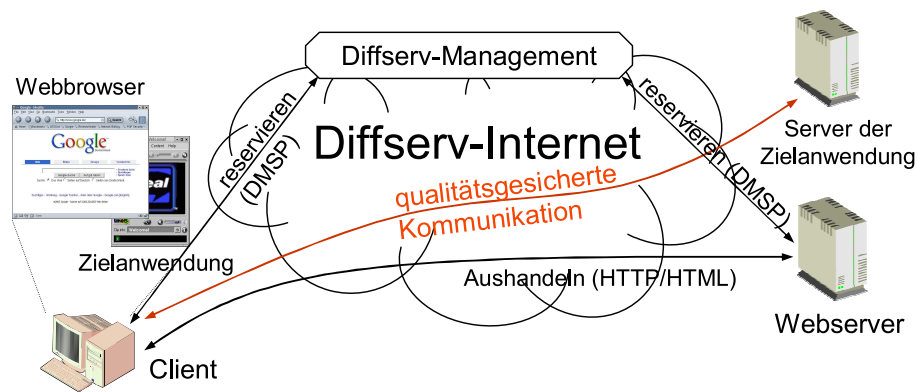 Diffserv-Management
Webbrowser
Google
reservieren
(DMSP)
Diffserv-Internet
reservieren (DMSP)
Server der
Zielanwendung
qualitätsgesicherte
Kommunikation
eal
Zielanwendung
Aushandeln (HTTP/HTML)
Client
Webserver